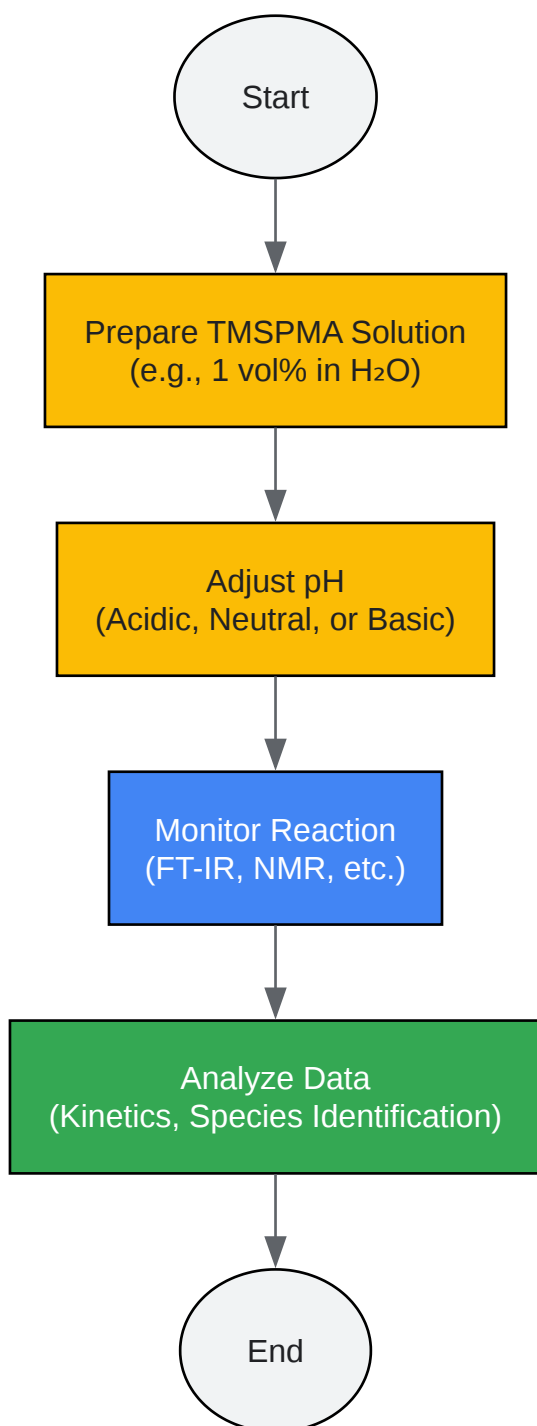 Start
Prepare TMSPMA Solution
(e.g., 1 vol% in H₂O)
Adjust pH
(Acidic, Neutral, or Basic)
Monitor Reaction
(FT-IR, NMR, etc.)
Analyze Data
(Kinetics, Species Identification)
End